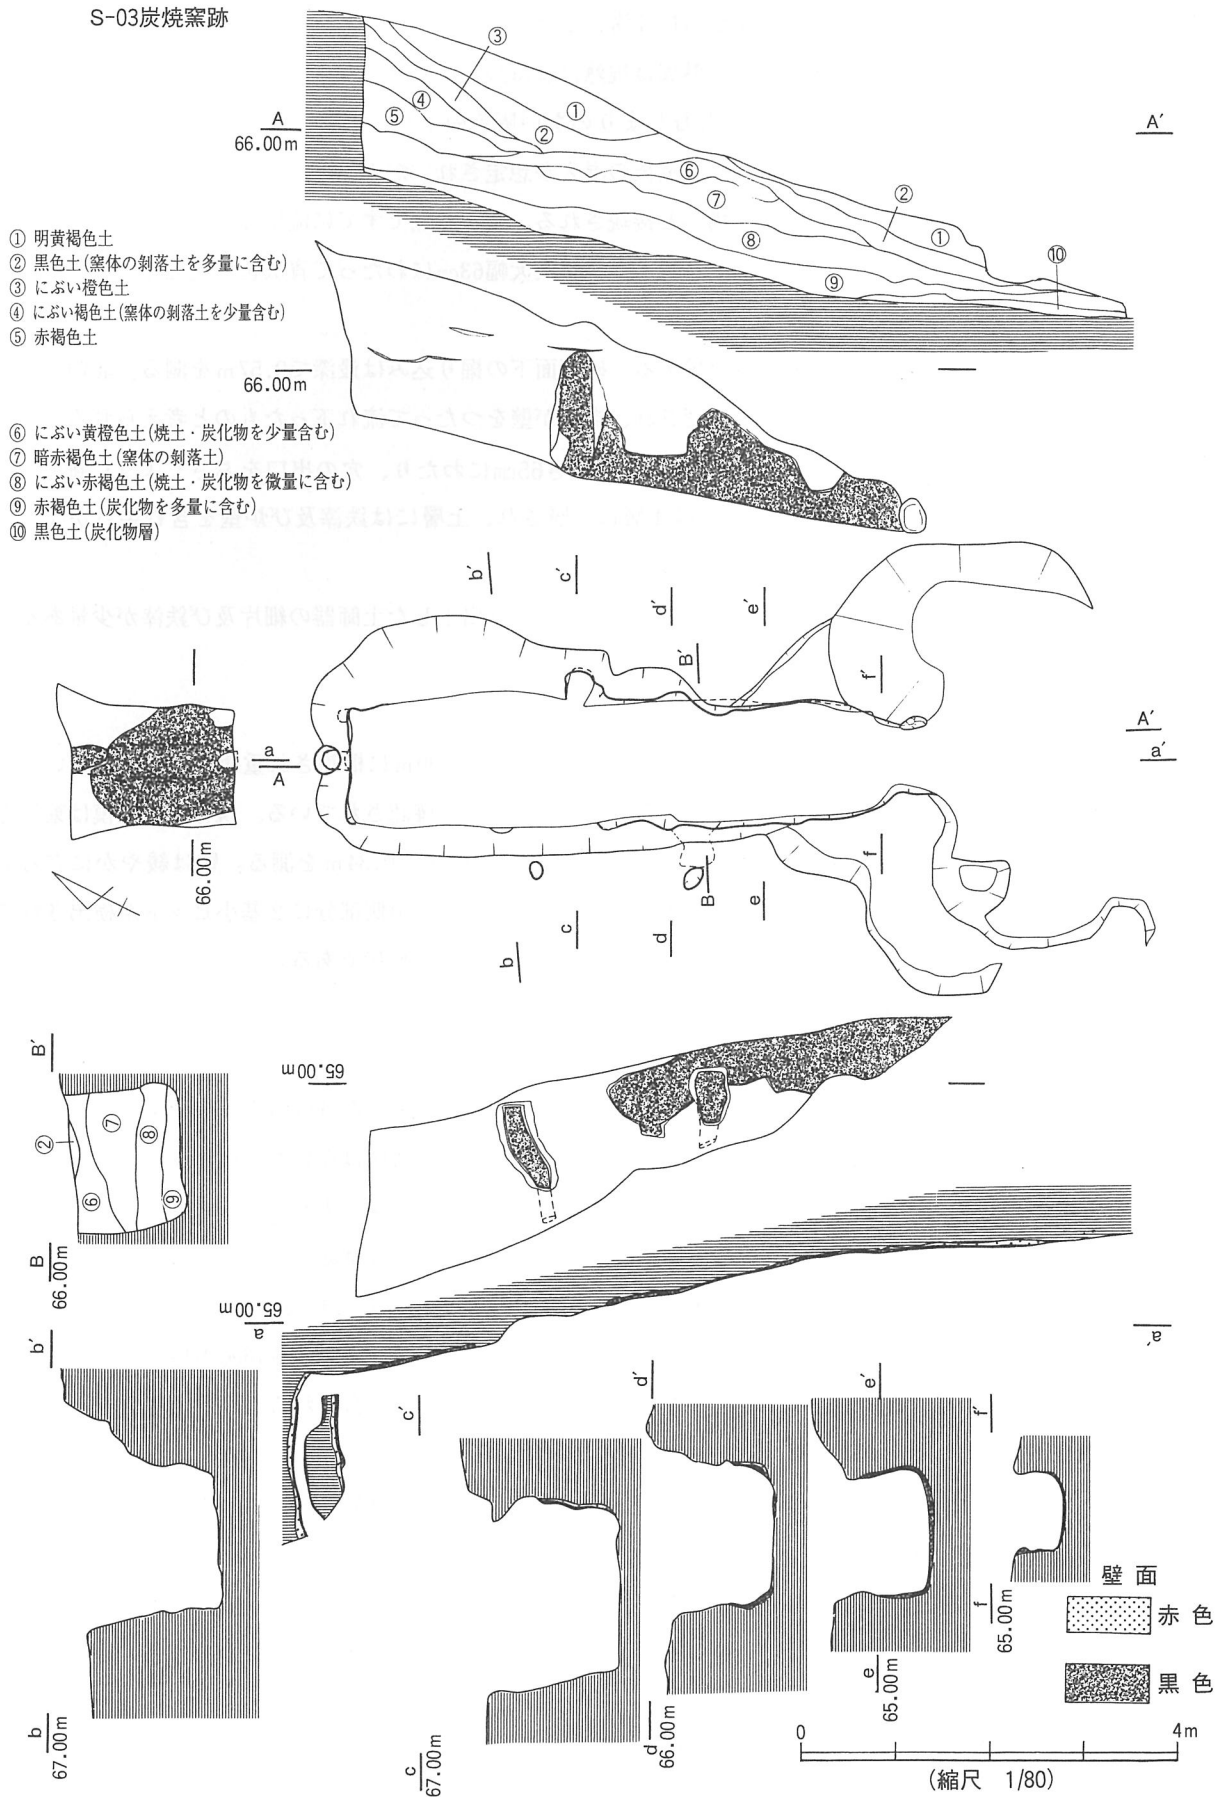 S-03炭焼窯跡
③
①
④
⑤
②
A
66.00m
A′
⑥
⑦
②
①
⑧
⑨
⑩
① 明黄褐色土
② 黒色土(窯体の剝落土を多量に含む)
③ にぶい橙色土
④ にぶい褐色土(窯体の剝落土を少量含む)
⑤ 赤褐色土
66.00m
⑥ にぶい黄橙色土(焼土・炭化物を少量含む)
⑦ 暗赤褐色土(窯体の剝落土)
⑧ にぶい赤褐色土(焼土・炭化物を微量に含む)
⑨ 赤褐色土(炭化物を多量に含む)
⑩ 黒色土(炭化物層)
b′
c′
d′
e′
B′
f′
A′
a′
a
A
66.00m
f
B
e
c
d
b
B′
65.00m
②
⑦
⑧
⑥
⑨
B
66.00m
65.00m
a
a′
b′
c′
d′
e′
f′
b
67.00m
c
67.00m
d
66.00m
e
65.00m
f
65.00m
壁面
赤色
黒色
0 4m
(縮尺 1/80)